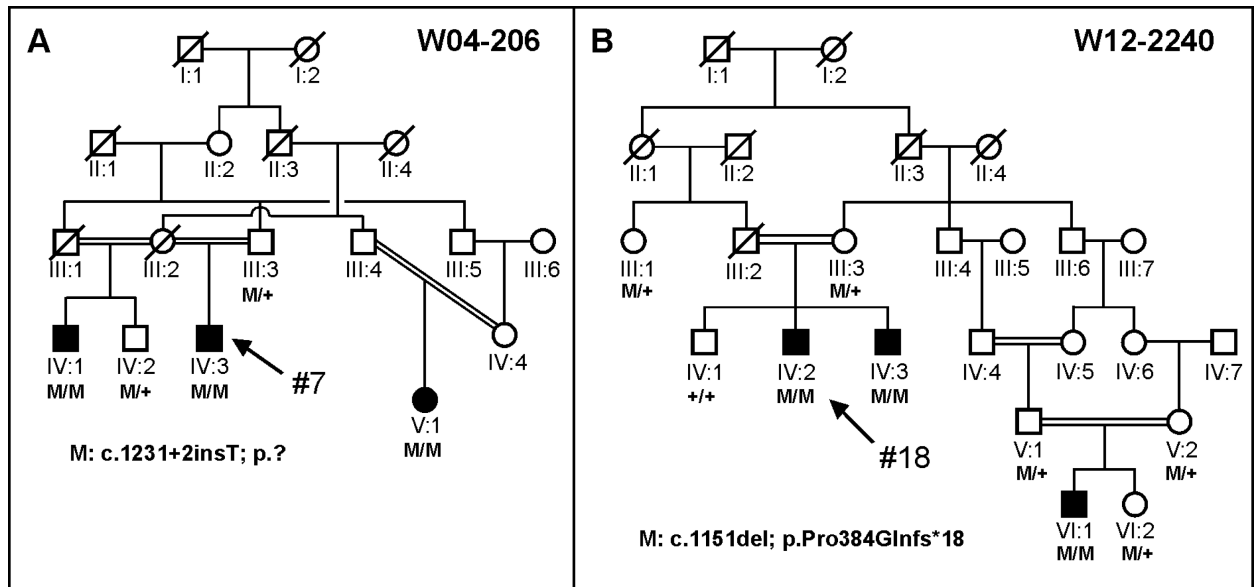 A W04-206
I:1 I:2
II:1 II:2 II:3 II:4
III:1 III:2 III:3 III:4 III:5 III:6
M/+
IV:4
IV:1 IV:2 IV:3
M/M M/+ M/M
#7
V:1
M/M
M: c.1231+2insT; p.?
B W12-2240
I:1 I:2
II:1 II:2 II:3 II:4
III:1 III:2 III:3 III:4 III:5 III:6 III:7
M/+ M/+
IV:1 IV:2 IV:3 IV:4 IV:5 IV:6 IV:7
+/+ M/M M/M
#18
V:1 V:2
M/+ M/+
VI:1 VI:2
M/M M/+
M: c.1151del; p.Pro384Glnfs*18